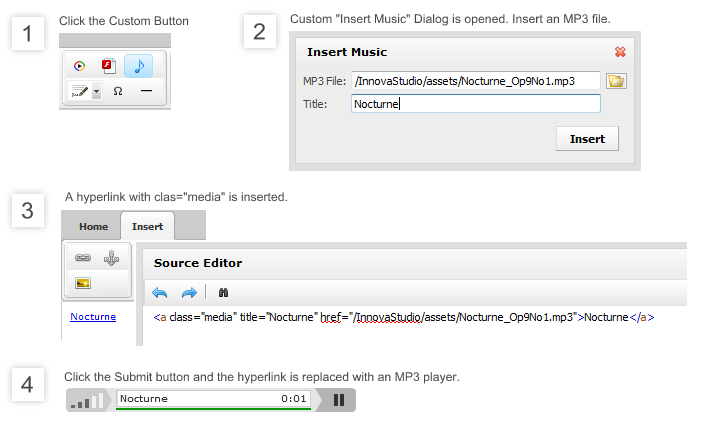 1
Click the Custom Button
Ω
2
Custom "Insert Music" Dialog is opened. Insert an MP3 file.
Insert Music
MP3 File: /InnovaStudio/assets/Nocturne_Op9No1.mp3
Title: Nocturne
Insert
3
A hyperlink with clas="media" is inserted.
Home Insert
Source Editor
Nocturne
<a class="media" title="Nocturne" href="/InnovaStudio/assets/Nocturne_Op9No1.mp3">Nocturne</a>
4
Click the Submit button and the hyperlink is replaced with an MP3 player.
Nocturne 0:01